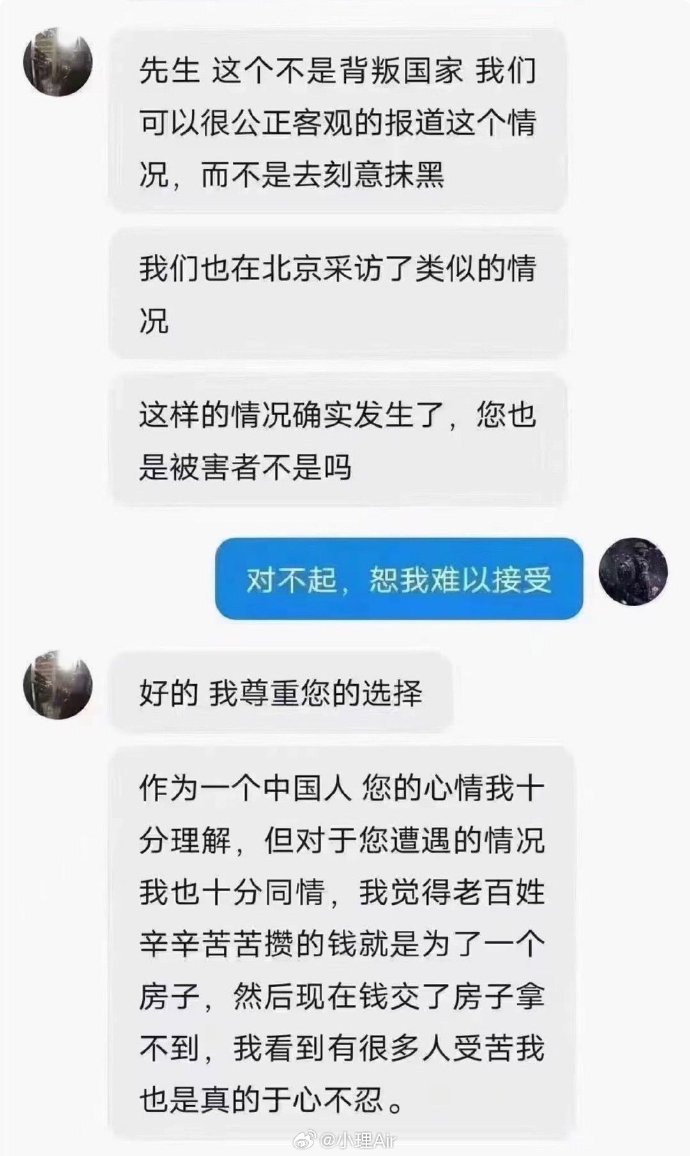 先生 这个不是背叛国家 我们
可以很公正客观的报道这个情
况，而不是去刻意抹黑
我们也在北京采访了类似的情
况
这样的情况确实发生了，您也
是被害者不是吗
对不起，恕我难以接受
好的 我尊重您的选择
作为一个中国人 您的心情我十
分理解，但对于您遭遇的情况
我也十分同情，我觉得老百姓
辛辛苦苦攒的钱就是为了一个
房子，然后现在钱交了房子拿
不到，我看到有很多人受苦我
也是真的于心不忍。
@小理Air